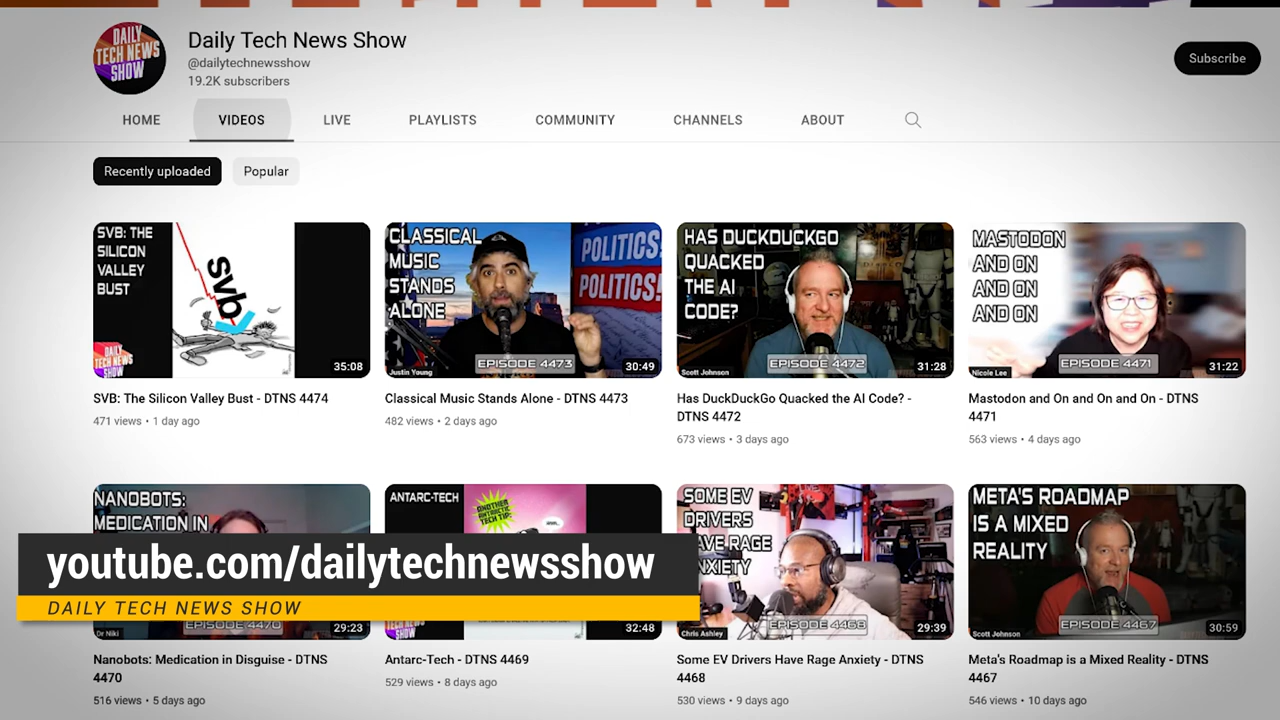 DAILY
TECH NEWS
SHOW
Daily Tech News Show
@dailytechnewsshow
19.2K subscribers
Subscribe
HOME
VIDEOS
LIVE
PLAYLISTS
COMMUNITY
CHANNELS
ABOUT
Recently uploaded
Popular
SVB: THE
SILICON
VALLEY
BUST
svb
DAILY
TECH NEWS
SHOW
35:08
SVB: The Silicon Valley Bust - DTNS 4474
471 views • 1 day ago
CLASSICAL
MUSIC
STANDS
ALONE
POLITICS
POLITICS!
Justin Young
EPISODE 4473
30:49
Classical Music Stands Alone - DTNS 4473
482 views • 2 days ago
HAS DUCKDUCKGO
QUACKED
THE AI
CODE?
Scott Johnson
EPISODE 4472
31:28
Has DuckDuckGo Quacked the AI Code? -
DTNS 4472
673 views • 3 days ago
MASTODON
AND ON
AND ON
AND ON
Nicole Lee
EPISODE 4471
31:22
Mastodon and On and On and On - DTNS
4471
563 views • 4 days ago
NANOBOTS:
MEDICATION IN
Dr Niki
EPISODE 4470
29:23
Nanobots: Medication in Disguise - DTNS
4470
516 views • 5 days ago
ANTARC-TECH
ANOTHER
ANTARCTIC
TECH TIP:
SHOW
32:48
Antarc-Tech - DTNS 4469
529 views • 8 days ago
SOME EV
DRIVERS
AVE RAGE
NXIETY
Chris Ashley
EPISODE 4468
29:39
Some EV Drivers Have Rage Anxiety - DTNS
4468
530 views • 9 days ago
META'S ROADMAP
IS A MIXED
REALITY
Scott Johnson
EPISODE 4467
30:59
Meta's Roadmap is a Mixed Reality - DTNS
4467
546 views • 10 days ago
youtube.com/dailytechnewsshow
DAILY TECH NEWS SHOW